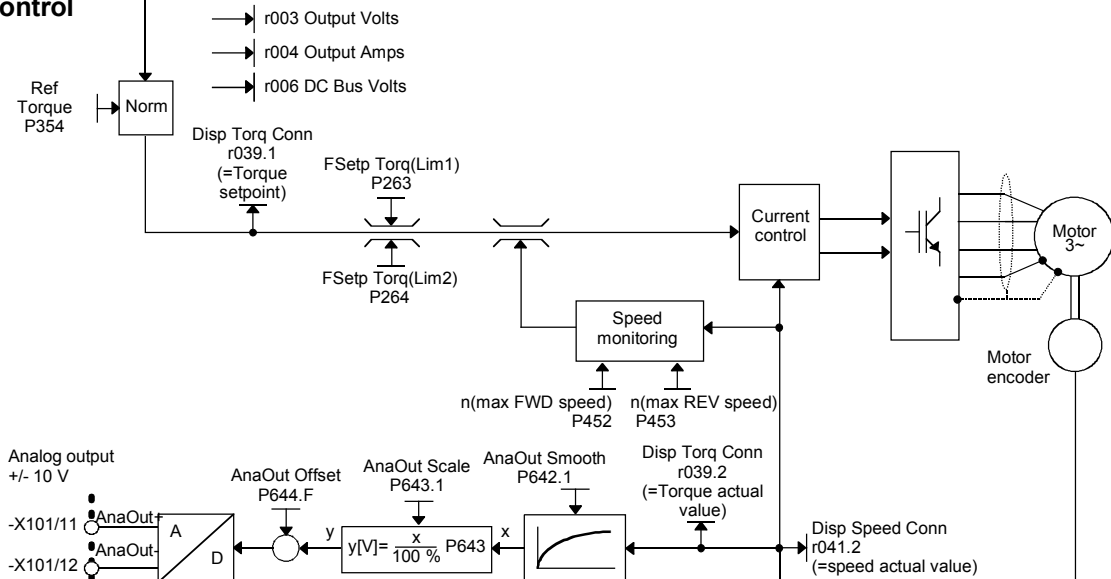 ontrol
r003 Output Volts
r004 Output Amps
r006 DC Bus Volts
Ref
Torque
P354
Norm
Disp Torq Conn
r039.1
(=Torque
setpoint)
FSetp Torq(Lim1)
P263
FSetp Torq(Lim2)
P264
Current
control
Motor
3~
Speed
monitoring
Motor
encoder
n(max FWD speed)
P452
n(max REV speed)
P453
Analog output
+/- 10 V
AnaOut Offset
P644.F
AnaOut Scale
P643.1
AnaOut Smooth
P642.1
Disp Torq Conn
r039.2
(=Torque actual
value)
-X101/11
AnaOut+
-X101/12
AnaOut-
A
D
y
y[V]= x
100 % P643
x
Disp Speed Conn
r041.2
(=speed actual value)